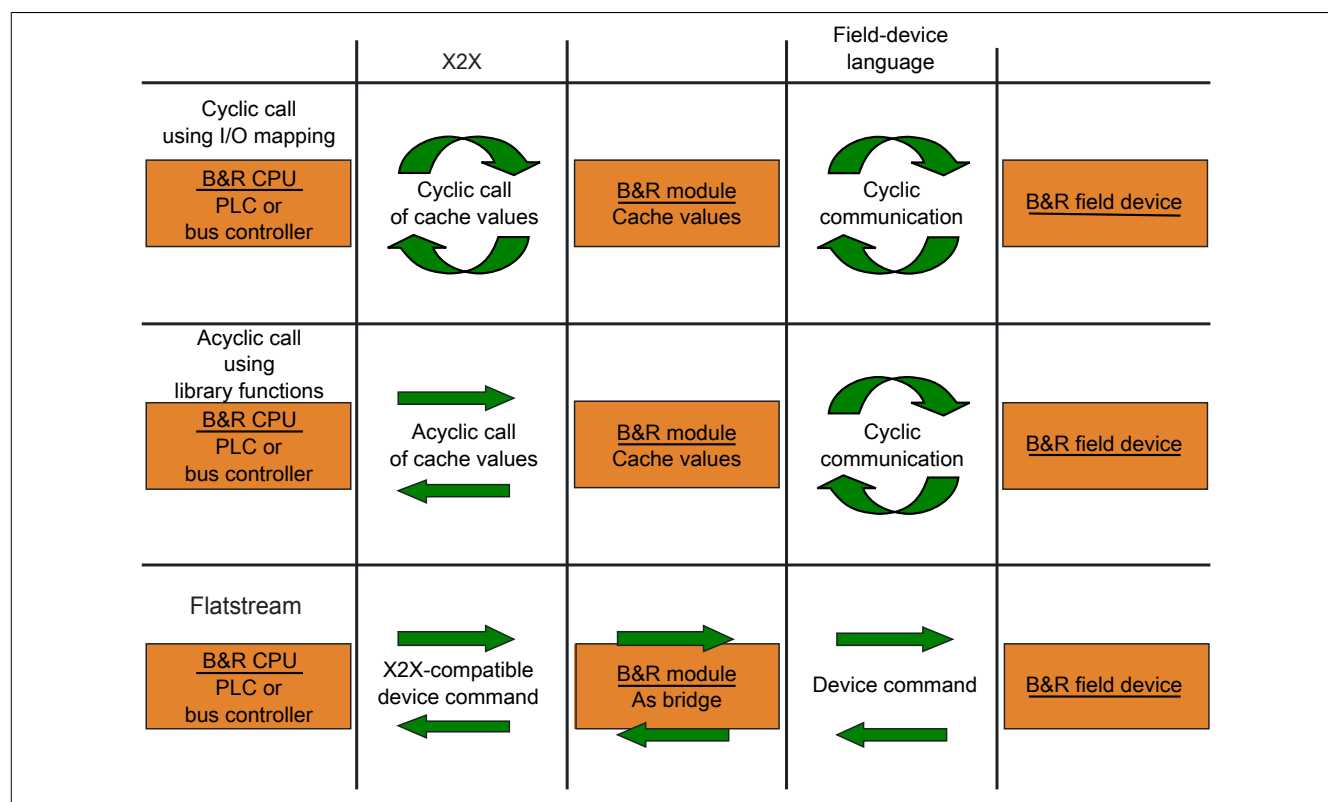 X2X
Field-device
language
Cyclic call
using I/O mapping
B&R CPU
PLC or
bus controller
Cyclic call
of cache values
B&R module
Cache values
Cyclic
communication
B&R field device
Acyclic call
using
library functions
B&R CPU
PLC or
bus controller
Acyclic call
of cache values
B&R module
Cache values
Cyclic
communication
B&R field device
Flatstream
B&R CPU
PLC or
bus controller
X2X-compatible
device command
B&R module
As bridge
Device command
B&R field device